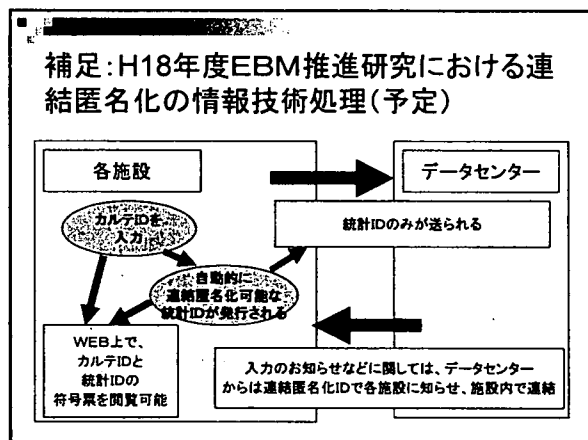 補足：H18年度EBM推進研究における連
結匿名化の情報技術処理(予定)
各施設
データセンター
カルテIDを
入力
統計IDのみが送られる
自動的に
連結匿名化可能な
統計IDが発行される
WEB上で、
カルテIDと
統計IDの
符号票を閲覧可能
入力のお知らせなどに関しては、データセンター
からは連結匿名化IDで各施設に知らせ、施設内で連結